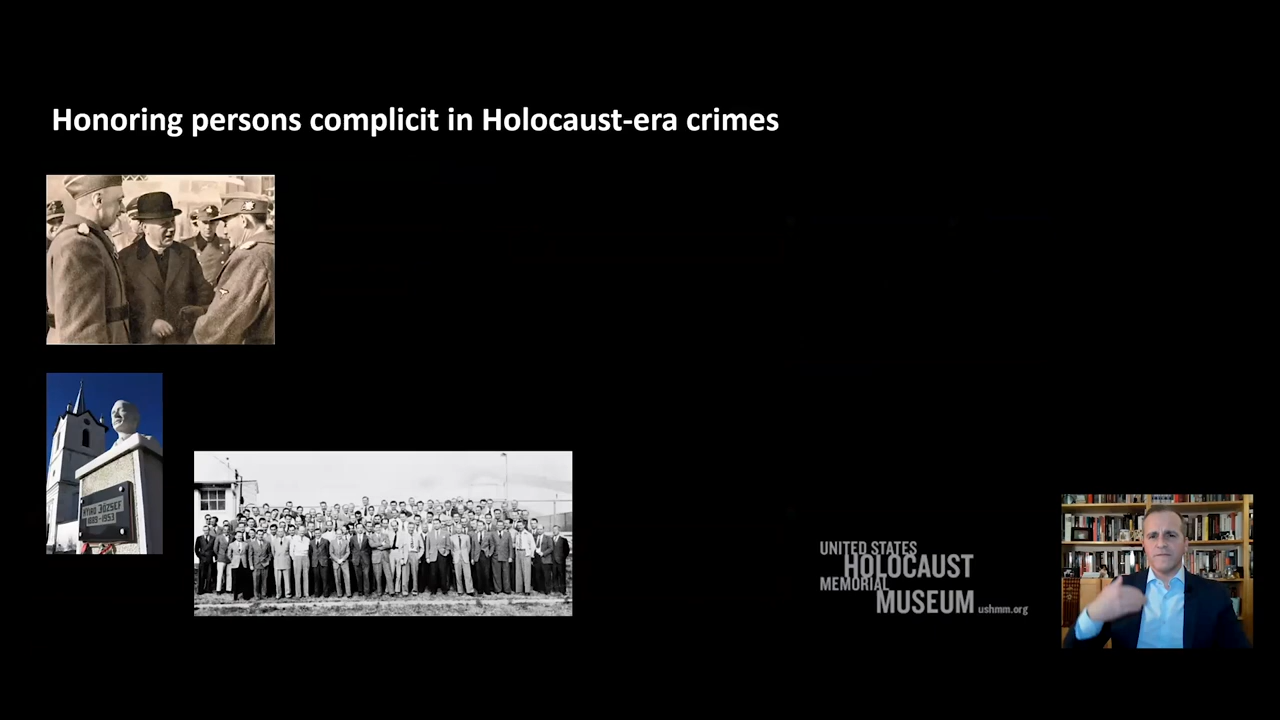 Honoring persons complicit in Holocaust-era crimes
NYIRŐ JÓZSEF
1889-1953
UNITED STATES
HOLOCAUST
MEMORIAL
MUSEUM ushmm.org